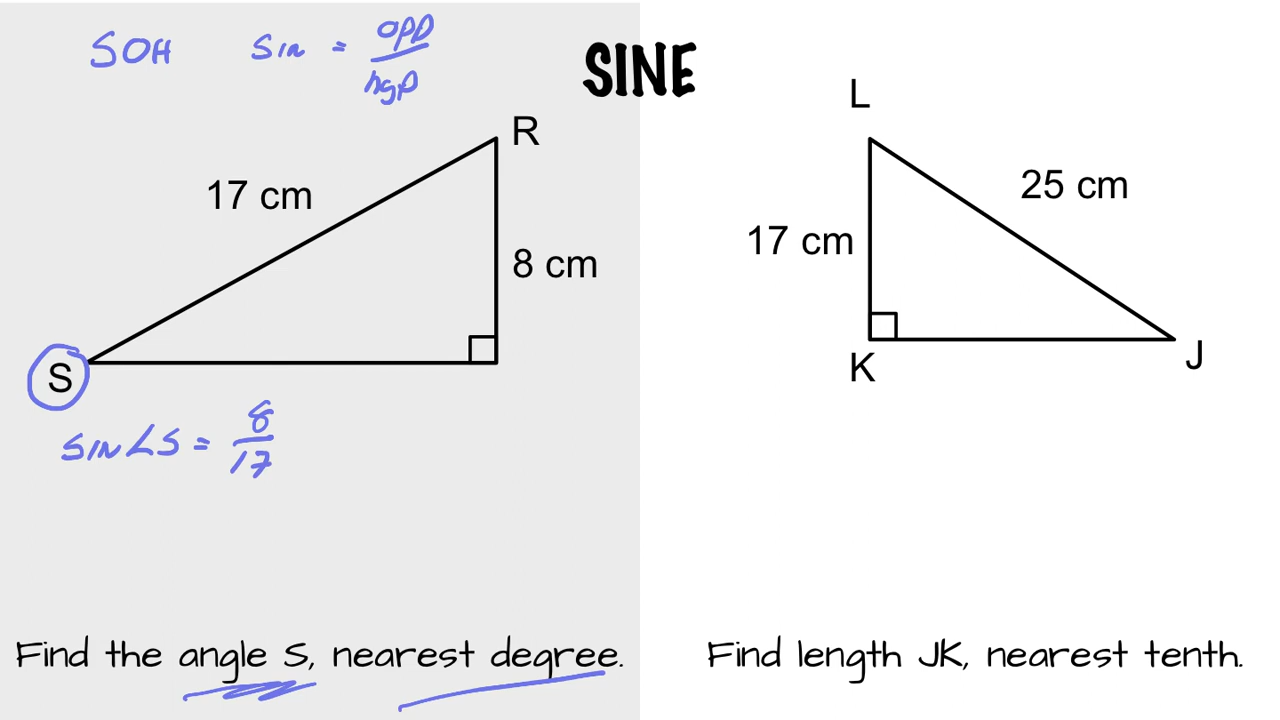 SOH sin = opp
hyp
SINE
R
17 cm
8 cm
S
SIN∠S = 8
17
Find the angle S, nearest degree.
L
25 cm
17 cm
K
J
Find length JK, nearest tenth.